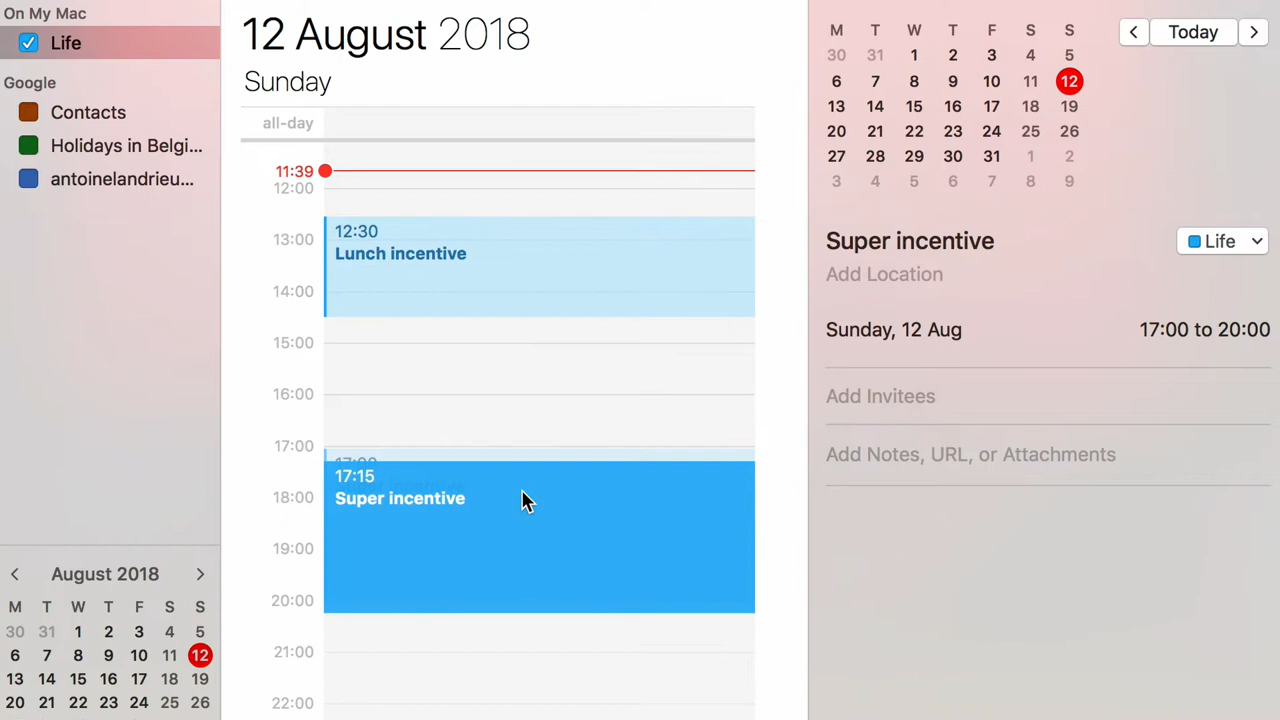 On My Mac
Life
Google
Contacts
Holidays in Belgi...
antoinelandrieu...
August 2018
M T W T F S S
30 31 1 2 3 4 5
6 7 8 9 10 11 12
13 14 15 16 17 18 19
20 21 22 23 24 25 26
12 August 2018
Sunday
all-day
11:39
12:00
12:30
13:00
Lunch incentive
14:00
15:00
16:00
17:00
17:00
17:15
18:00
Super incentive
19:00
20:00
21:00
22:00
M T W T F S S
30 31 1 2 3 4 5
6 7 8 9 10 11 12
13 14 15 16 17 18 19
20 21 22 23 24 25 26
27 28 29 30 31 1 2
3 4 5 6 7 8 9
Today
Super incentive
Life
Add Location
Sunday, 12 Aug 17:00 to 20:00
Add Invitees
Add Notes, URL, or Attachments